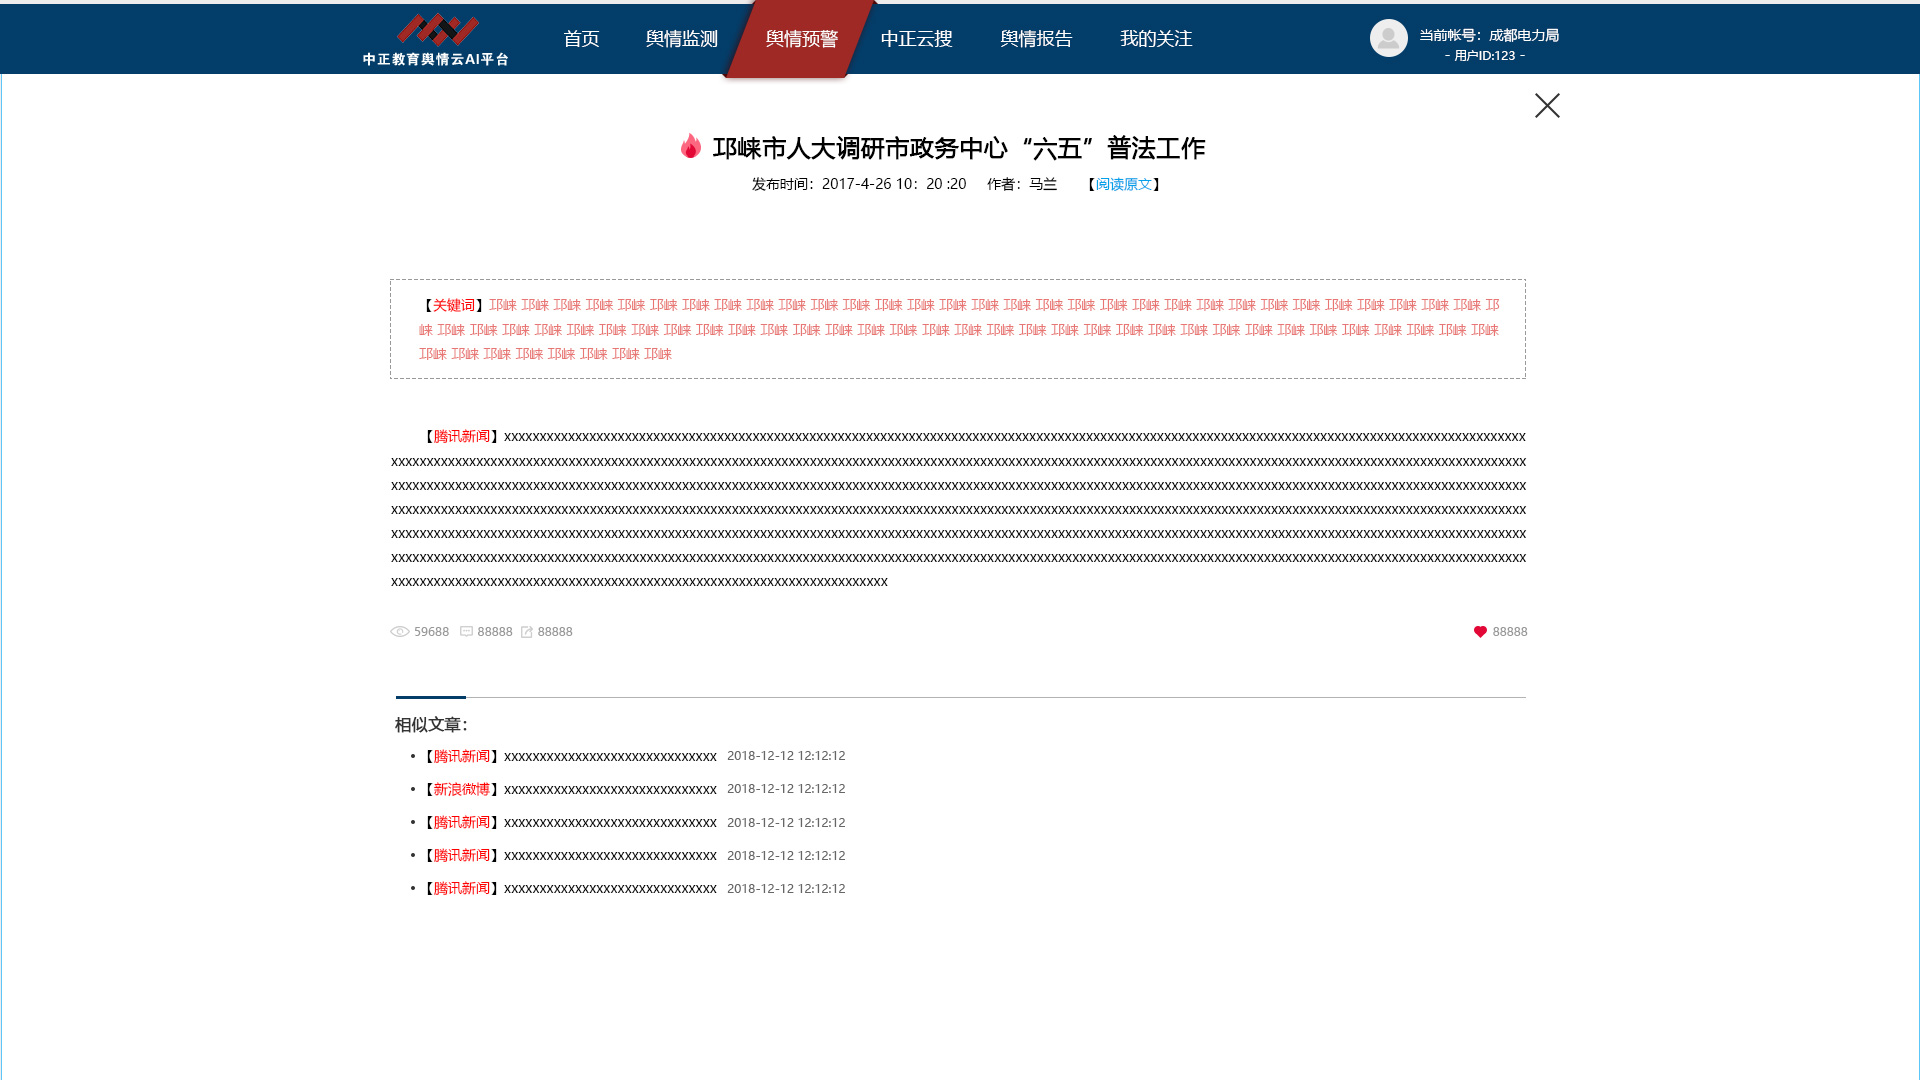 中正教育舆情云AI平台
首页 舆情监测 舆情预警 中正云搜 舆情报告 我的关注
当前帐号：成都电力局
- 用户ID:123 -
邛崃市人大调研市政务中心“六五”普法工作
发布时间：2017-4-26 10：20 :20 作者：马兰 【阅读原文】
【关键词】邛崃 邛崃 邛崃 邛崃 邛崃 邛崃 邛崃 邛崃 邛崃 邛崃 邛崃 邛崃 邛崃 邛崃 邛崃 邛崃 邛崃 邛崃 邛崃 邛崃 邛崃 邛崃 邛崃 邛崃 邛崃 邛崃 邛崃 邛崃 邛崃 邛崃 邛崃 邛
崃 邛崃 邛崃 邛崃 邛崃 邛崃 邛崃 邛崃 邛崃 邛崃 邛崃 邛崃 邛崃 邛崃 邛崃 邛崃 邛崃 邛崃 邛崃 邛崃 邛崃 邛崃 邛崃 邛崃 邛崃 邛崃 邛崃 邛崃 邛崃 邛崃 邛崃 邛崃 邛崃 邛崃
邛崃 邛崃 邛崃 邛崃 邛崃 邛崃 邛崃 邛崃
【腾讯新闻】xxxxxxxxxxxxxxxxxxxxxxxxxxxxxxxxxxxxxxxxxxxxxxxxxxxxxxxxxxxxxxxxxxxxxxxxxxxxxxxxxxxxxxxxxxxxxxxxxxxxxxxxxxxxxxxxxxxxxxxxxxxxxxxxxxxxxxxxxxxxxxxx
xxxxxxxxxxxxxxxxxxxxxxxxxxxxxxxxxxxxxxxxxxxxxxxxxxxxxxxxxxxxxxxxxxxxxxxxxxxxxxxxxxxxxxxxxxxxxxxxxxxxxxxxxxxxxxxxxxxxxxxxxxxxxxxxxxxxxxxxxxxxxxxxxxxxxxxxxxxxxxxx
xxxxxxxxxxxxxxxxxxxxxxxxxxxxxxxxxxxxxxxxxxxxxxxxxxxxxxxxxxxxxxxxxxxxxxxxxxxxxxxxxxxxxxxxxxxxxxxxxxxxxxxxxxxxxxxxxxxxxxxxxxxxxxxxxxxxxxxxxxxxxxxxxxxxxxxxxxxxxxxx
xxxxxxxxxxxxxxxxxxxxxxxxxxxxxxxxxxxxxxxxxxxxxxxxxxxxxxxxxxxxxxxxxxxxxxxxxxxxxxxxxxxxxxxxxxxxxxxxxxxxxxxxxxxxxxxxxxxxxxxxxxxxxxxxxxxxxxxxxxxxxxxxxxxxxxxxxxxxxxxx
xxxxxxxxxxxxxxxxxxxxxxxxxxxxxxxxxxxxxxxxxxxxxxxxxxxxxxxxxxxxxxxxxxxxxxxxxxxxxxxxxxxxxxxxxxxxxxxxxxxxxxxxxxxxxxxxxxxxxxxxxxxxxxxxxxxxxxxxxxxxxxxxxxxxxxxxxxxxxxxx
xxxxxxxxxxxxxxxxxxxxxxxxxxxxxxxxxxxxxxxxxxxxxxxxxxxxxxxxxxxxxxxxxxxxxxxxxxxxxxxxxxxxxxxxxxxxxxxxxxxxxxxxxxxxxxxxxxxxxxxxxxxxxxxxxxxxxxxxxxxxxxxxxxxxxxxxxxxxxxxx
xxxxxxxxxxxxxxxxxxxxxxxxxxxxxxxxxxxxxxxxxxxxxxxxxxxxxxxxxxxxxxxxxxxxxx
59688 88888 88888 88888
相似文章：
• 【腾讯新闻】xxxxxxxxxxxxxxxxxxxxxxxxxxxxxx 2018-12-12 12:12:12
• 【新浪微博】xxxxxxxxxxxxxxxxxxxxxxxxxxxxxx 2018-12-12 12:12:12
• 【腾讯新闻】xxxxxxxxxxxxxxxxxxxxxxxxxxxxxx 2018-12-12 12:12:12
• 【腾讯新闻】xxxxxxxxxxxxxxxxxxxxxxxxxxxxxx 2018-12-12 12:12:12
• 【腾讯新闻】xxxxxxxxxxxxxxxxxxxxxxxxxxxxxx 2018-12-12 12:12:12